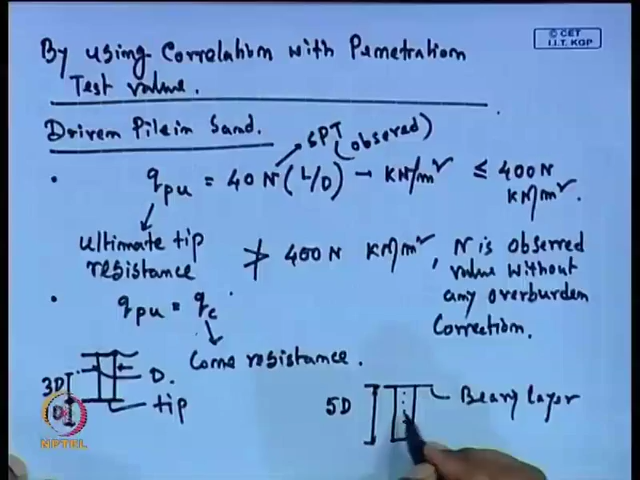 By using Correlation with Penetration
Test value.
© CET
I.I.T. KGP
Driven Pile in Sand.
SPT (observed)
• qpu = 40 N (L/D) — KN/m² ≤ 400N KN/m².
Ultimate tip resistance
≯ 400 N KN/m²,
N is observed
value without
any overburden
Correction.
• qpu = qc
Cone resistance.
3D
D.
D
tip
5D
Bearing layer
NPTEL